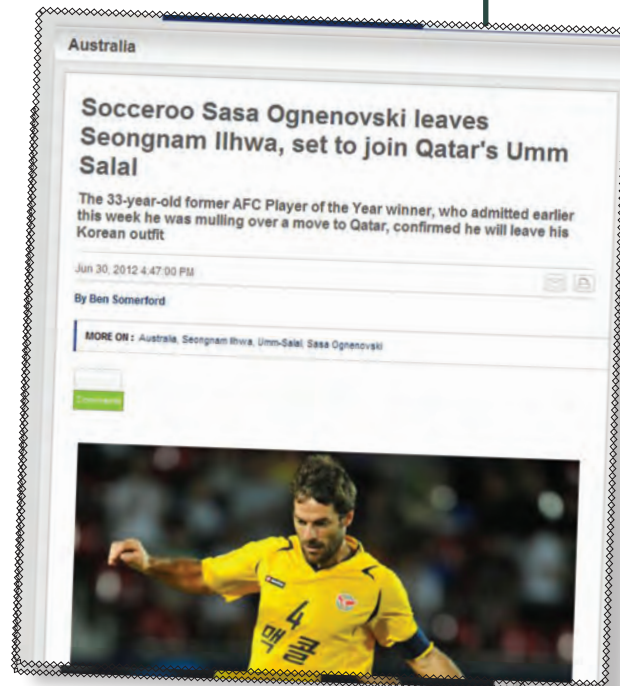 Australia
Socceroo Sasa Ognenovski leaves
Seongnam Ilhwa, set to join Qatar's Umm
Salal
The 33-year-old former AFC Player of the Year winner, who admitted earlier
this week he was mulling over a move to Qatar, confirmed he will leave his
Korean outfit
Jun 30, 2012 4:47:00 PM
By Ben Somerford
MORE ON : Australia, Seongnam Ilhwa, Umm-Salal, Sasa Ognenovski
Comments
4
맥콜